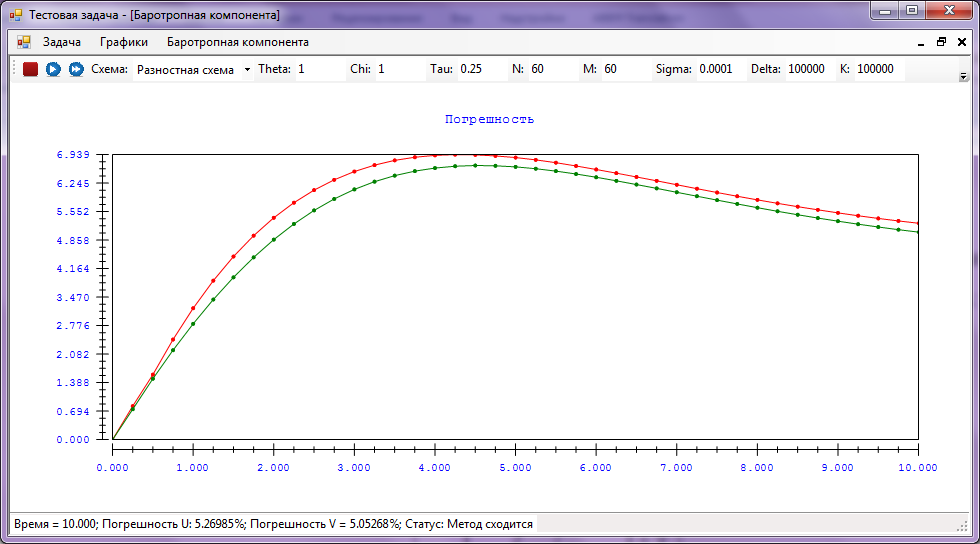 Тестовая задача - [Баротропная компонента]
Задача Графики Баротропная компонента
Схема: Разностная схема Theta: 1 Chi: 1 Tau: 0.25 N: 60 M: 60 Sigma: 0.0001 Delta: 100000 K: 100000
Погрешность
6.939
6.245
5.552
4.858
4.164
3.470
2.776
2.082
1.388
0.694
0.000
0.000 1.000 2.000 3.000 4.000 5.000 6.000 7.000 8.000 9.000 10.000
Время = 10.000; Погрешность U: 5.26985%; Погрешность V = 5.05268%; Статус: Метод сходится